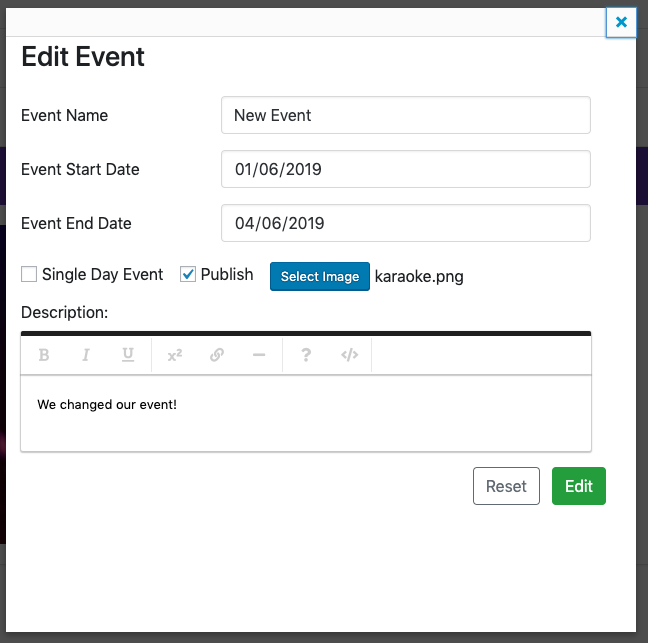 ×
Edit Event
Event Name New Event
Event Start Date 01/06/2019
Event End Date 04/06/2019
Single Day Event Publish Select Image karaoke.png
Description:
B I U x² ? </>
We changed our event!
Reset Edit